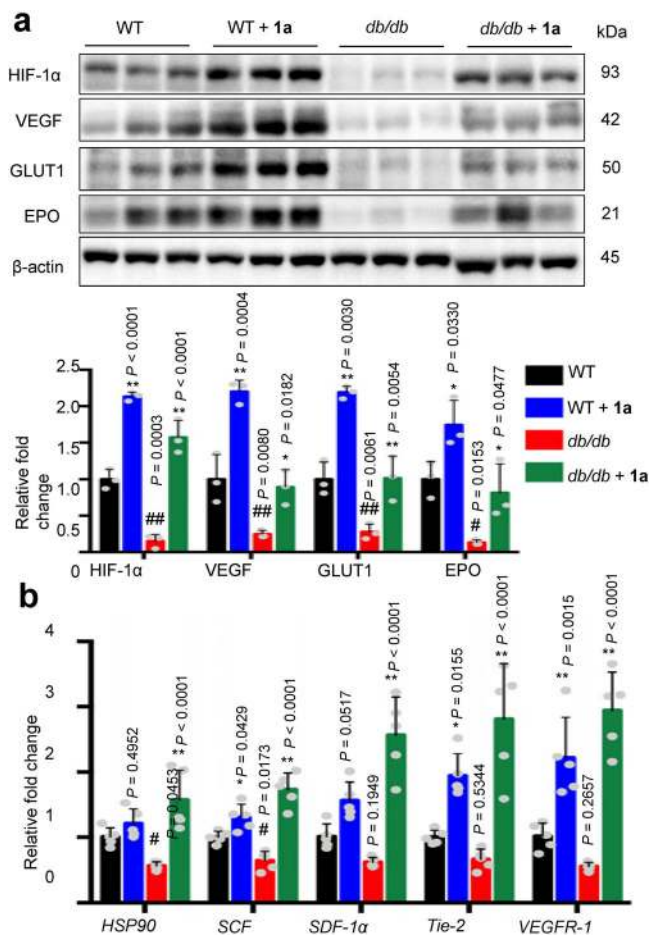 a
WT WT + 1a db/db db/db + 1a kDa
HIF-1α 93
VEGF 42
GLUT1 50
EPO 21
β-actin 45
Relative fold change
2.5
2.0
1.5
1.0
0.5
0
** P < 0.0001
## P = 0.0003
** P < 0.0001
** P = 0.0004
## P = 0.0080
* P = 0.0182
** P = 0.0030
## P = 0.0061
** P = 0.0054
* P = 0.0330
# P = 0.0153
* P = 0.0477
HIF-1α VEGF GLUT1 EPO
WT
WT + 1a
db/db
db/db + 1a
b
Relative fold change
4
3
2
1
0
P = 0.4952
# P = 0.0453
** P < 0.0001
* P = 0.0429
# P = 0.0173
** P < 0.0001
P = 0.0517
P = 0.1949
** P < 0.0001
* P = 0.0155
P = 0.5344
** P < 0.0001
** P = 0.0015
P = 0.2657
** P < 0.0001
HSP90 SCF SDF-1α Tie-2 VEGFR-1